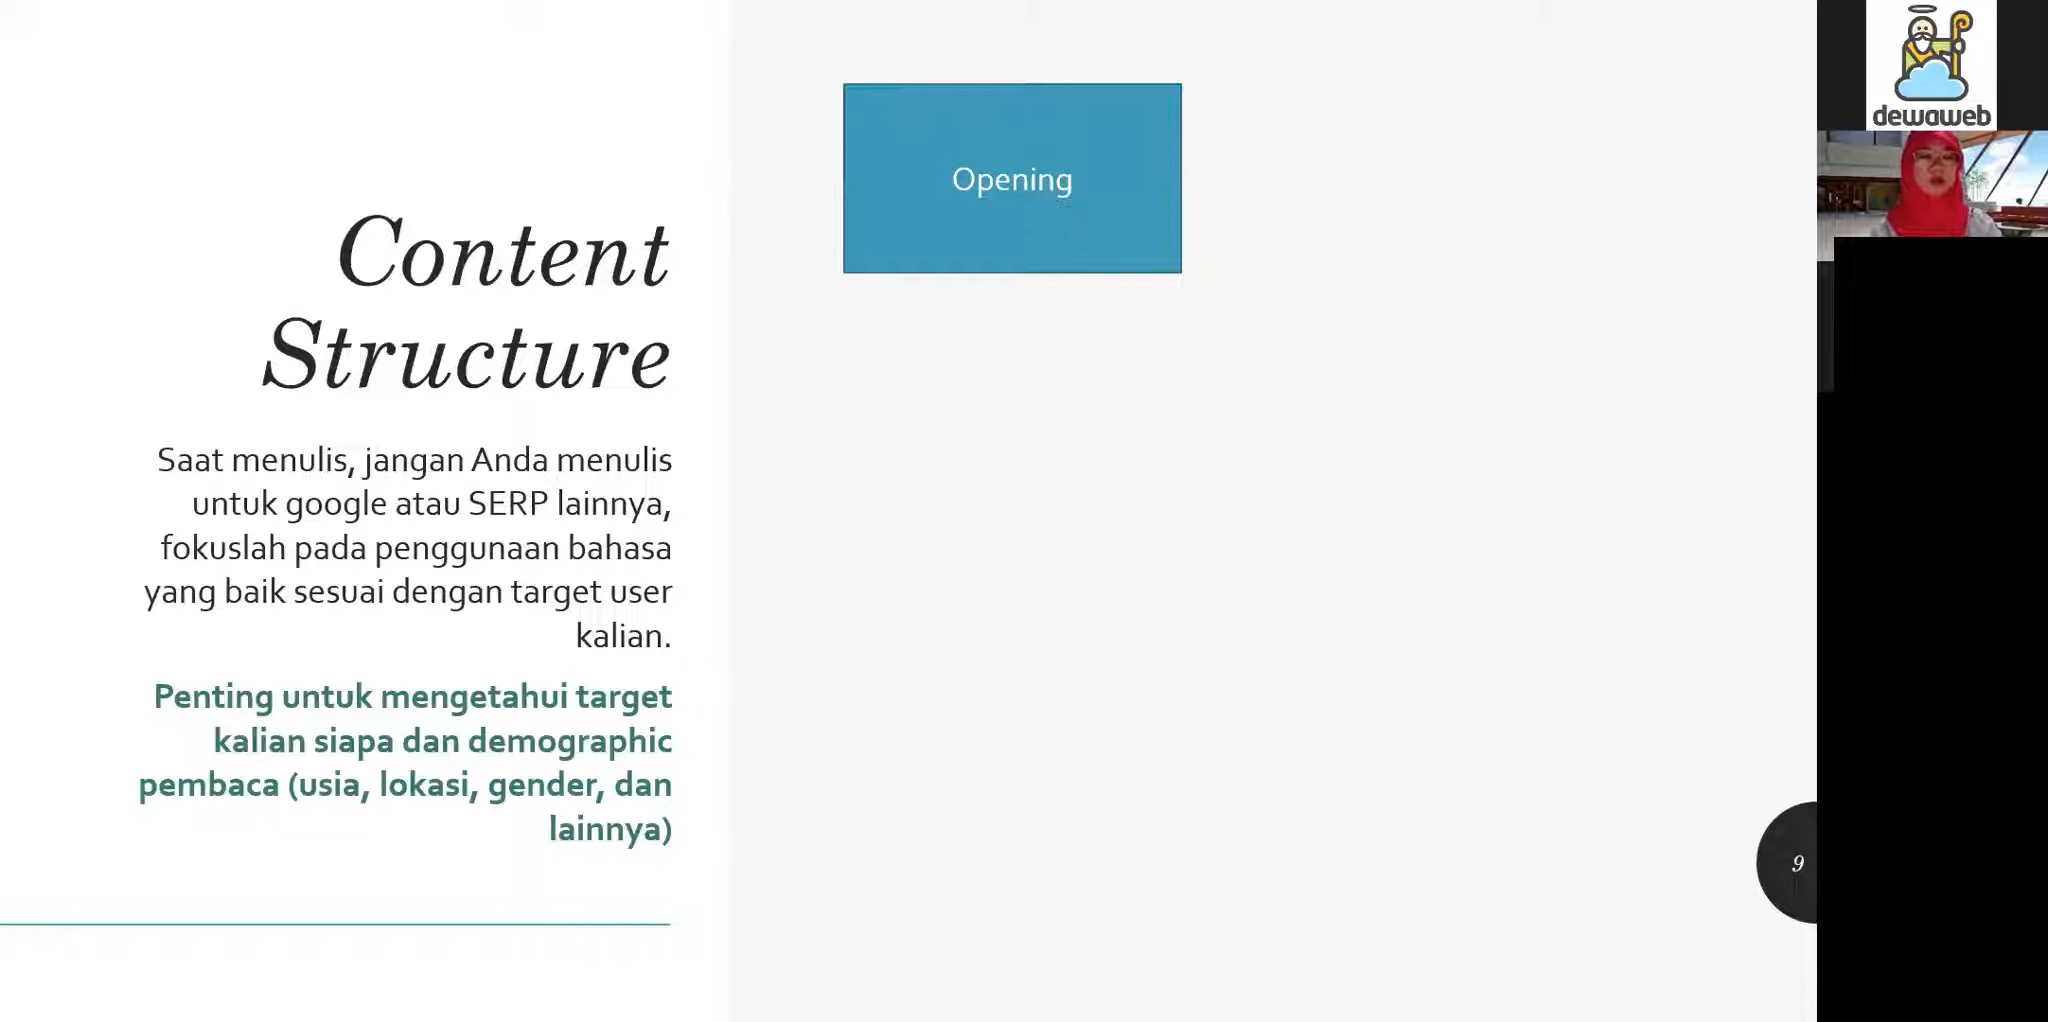 Content
Structure
Saat menulis, jangan Anda menulis
untuk google atau SERP lainnya,
fokuslah pada penggunaan bahasa
yang baik sesuai dengan target user
kalian.
Penting untuk mengetahui target
kalian siapa dan demographic
pembaca (usia, lokasi, gender, dan
lainnya)
Opening
9
dewaweb